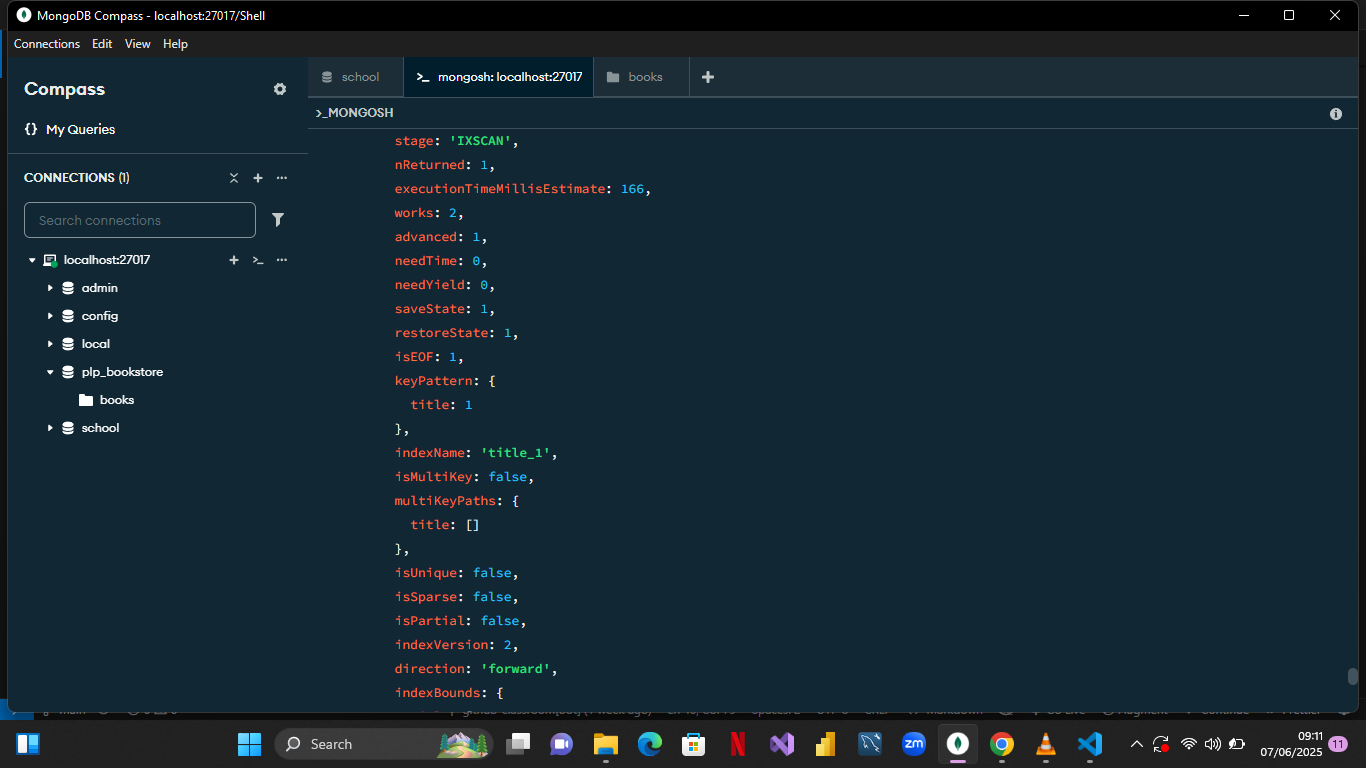 MongoDB Compass - localhost:27017/Shell
Connections Edit View Help
Compass
{} My Queries
CONNECTIONS (1)
Search connections
localhost:27017
admin
config
local
plp_bookstore
books
school
school
>_ mongosh: localhost:27017
books
>_MONGOSH
stage: 'IXSCAN',
nReturned: 1,
executionTimeMillisEstimate: 166,
works: 2,
advanced: 1,
needTime: 0,
needYield: 0,
saveState: 1,
restoreState: 1,
isEOF: 1,
keyPattern: {
title: 1
},
indexName: 'title_1',
isMultiKey: false,
multiKeyPaths: {
title: []
},
isUnique: false,
isSparse: false,
isPartial: false,
indexVersion: 2,
direction: 'forward',
indexBounds: {
Search
zm
09:11
07/06/2025
11